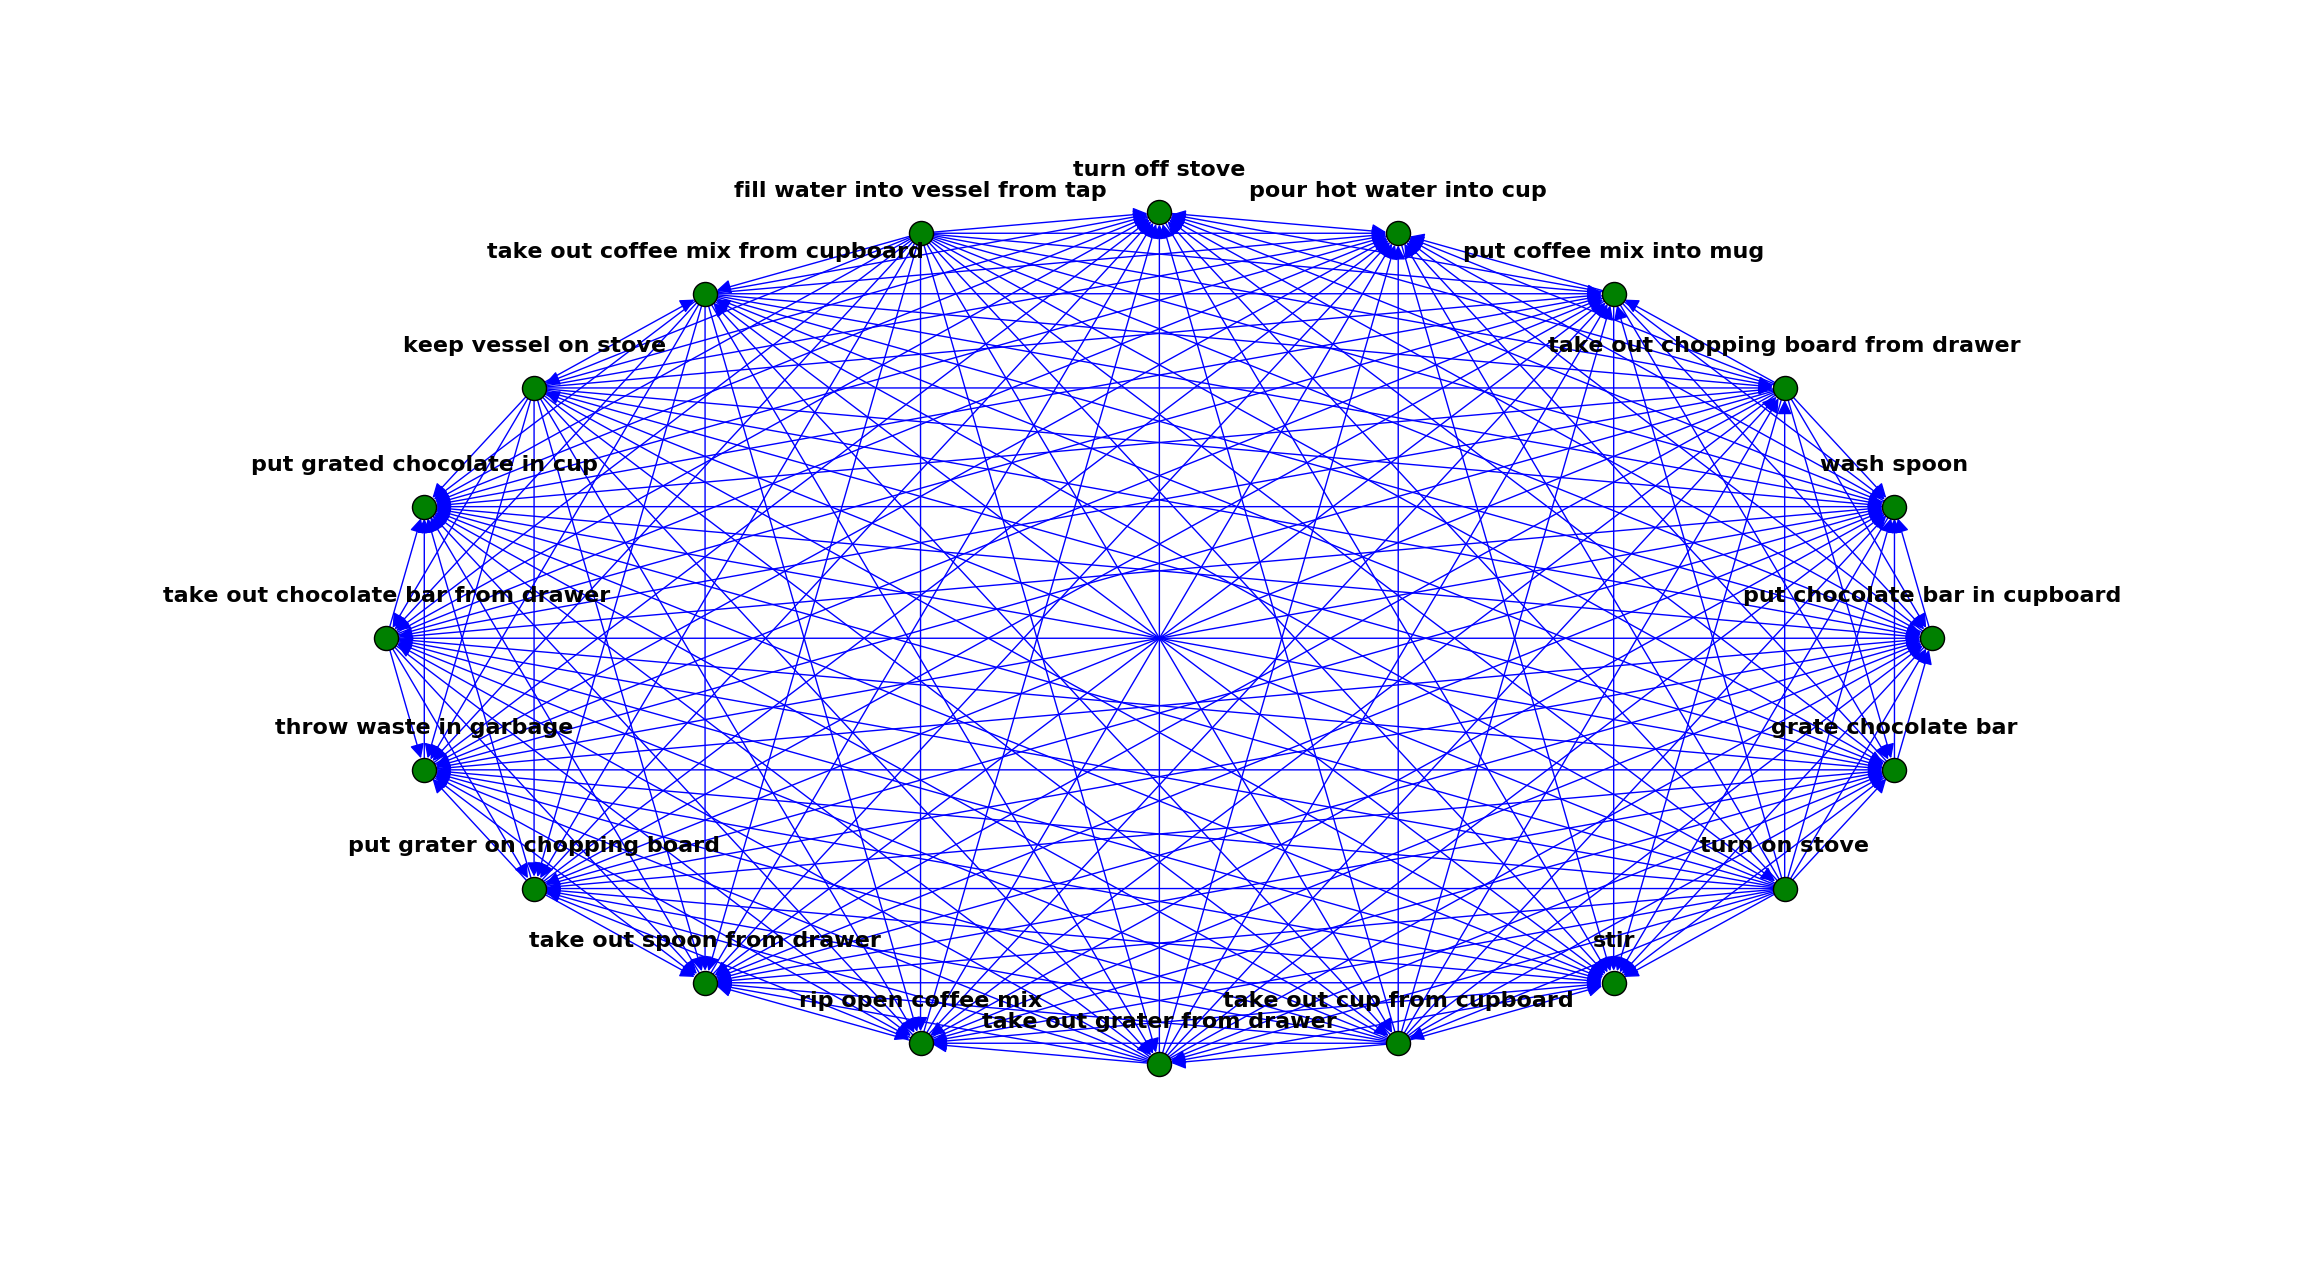 turn off stove
fill water into vessel from tap
pour hot water into cup
take out coffee mix from cupboard
put coffee mix into mug
keep vessel on stove
take out chopping board from drawer
put grated chocolate in cup
wash spoon
take out chocolate bar from drawer
put chocolate bar in cupboard
throw waste in garbage
grate chocolate bar
put grater on chopping board
turn on stove
take out spoon from drawer
stir
rip open coffee mix
take out cup from cupboard
take out grater from drawer